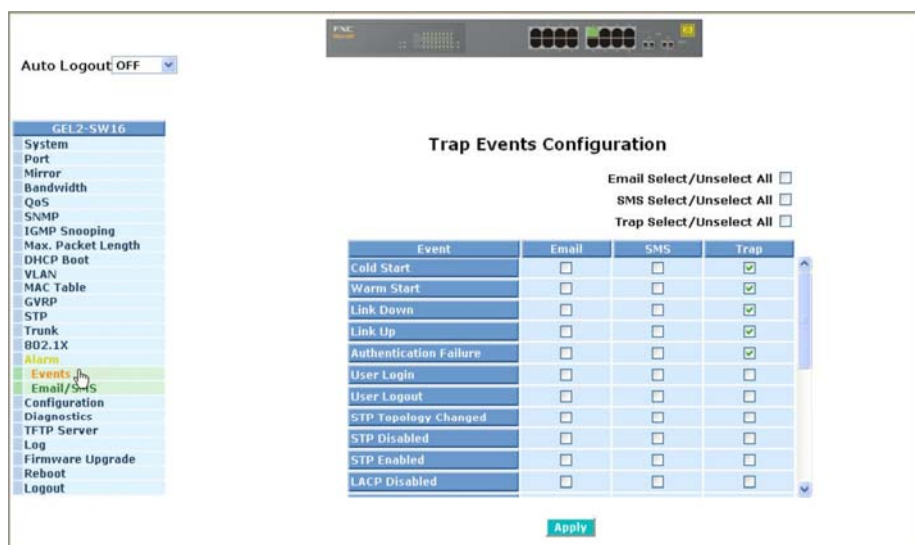 FXC
Auto Logout OFF
GEL2-SW16
System
Port
Mirror
Bandwidth
QoS
SNMP
IGMP Snooping
Max. Packet Length
DHCP Boot
VLAN
MAC Table
GVRP
STP
Trunk
802.1X
Alarm
Events
Email/SMS
Configuration
Diagnostics
TFTP Server
Log
Firmware Upgrade
Reboot
Logout
Trap Events Configuration
Email Select/Unselect All
SMS Select/Unselect All
Trap Select/Unselect All
Event Email SMS Trap
Cold Start
Warm Start
Link Down
Link Up
Authentication Failure
User Login
User Logout
STP Topology Changed
STP Disabled
STP Enabled
LACP Disabled
Apply